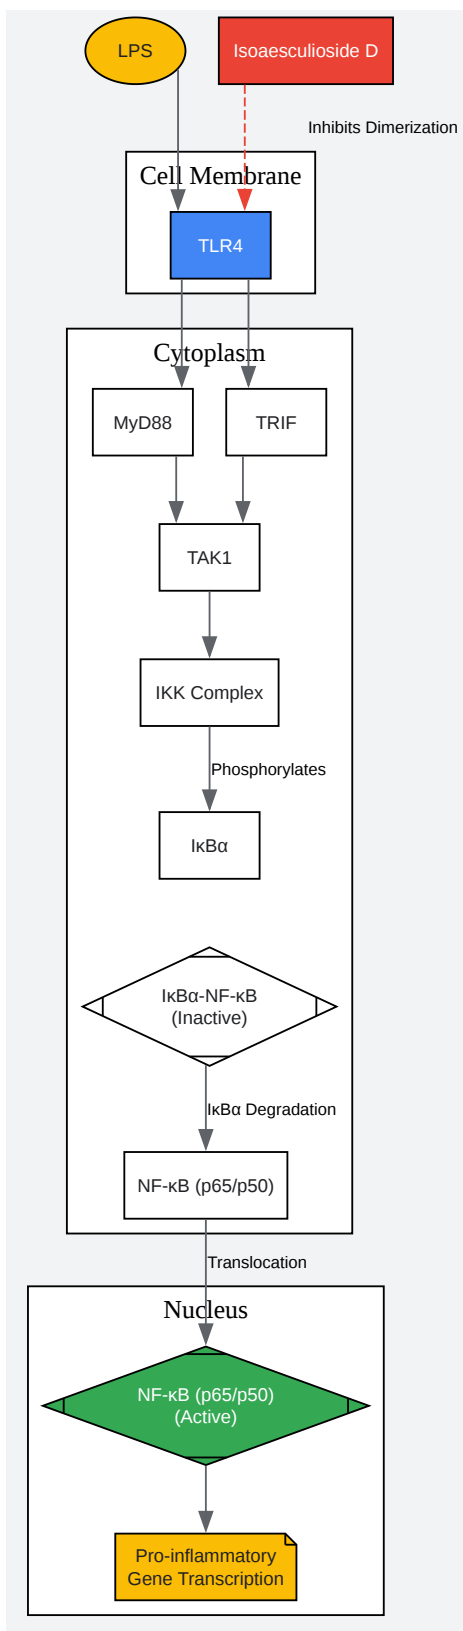 LPS
Isoaesculioside D
Inhibits Dimerization
Cell Membrane
TLR4
Cytoplasm
MyD88
TRIF
TAK1
IKK Complex
Phosphorylates
IκBα
IκBα-NF-κB
(Inactive)
IκBα Degradation
NF-κB (p65/p50)
Translocation
Nucleus
NF-κB (p65/p50)
(Active)
Pro-inflammatory
Gene Transcription